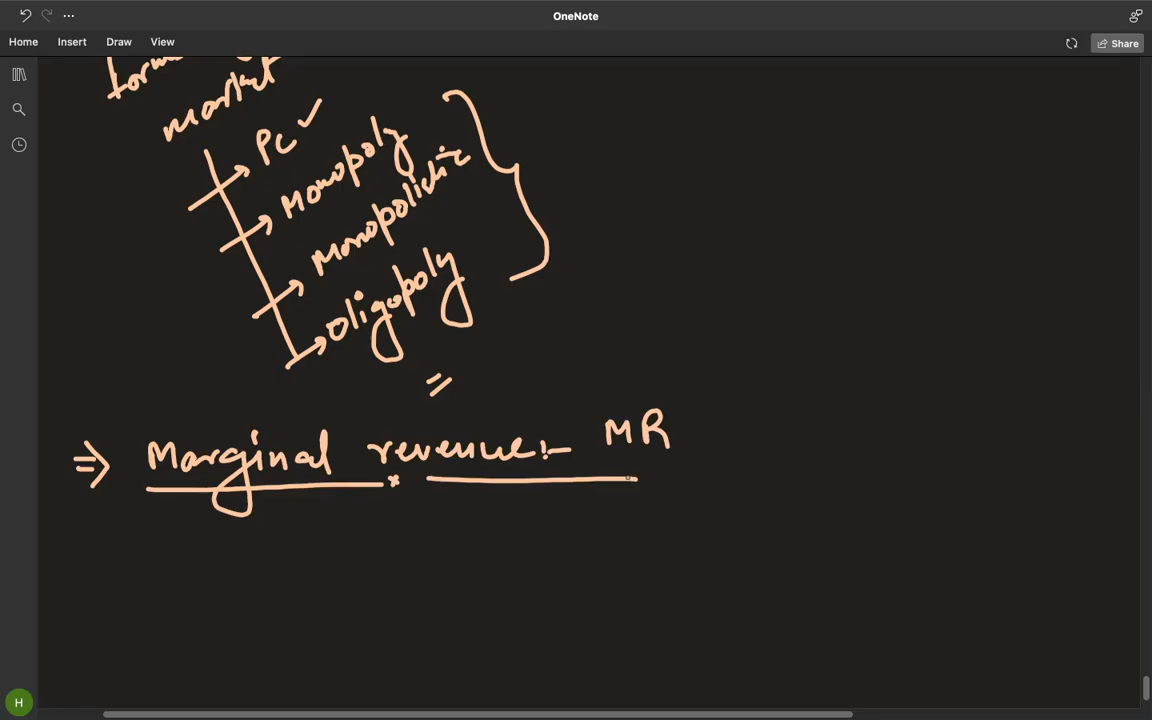 OneNote
Home Insert Draw View
Share
market
PC ✓
Monopoly
Monopolistic
Oligopoly
=
⇒ Marginal revenue:- MR
H